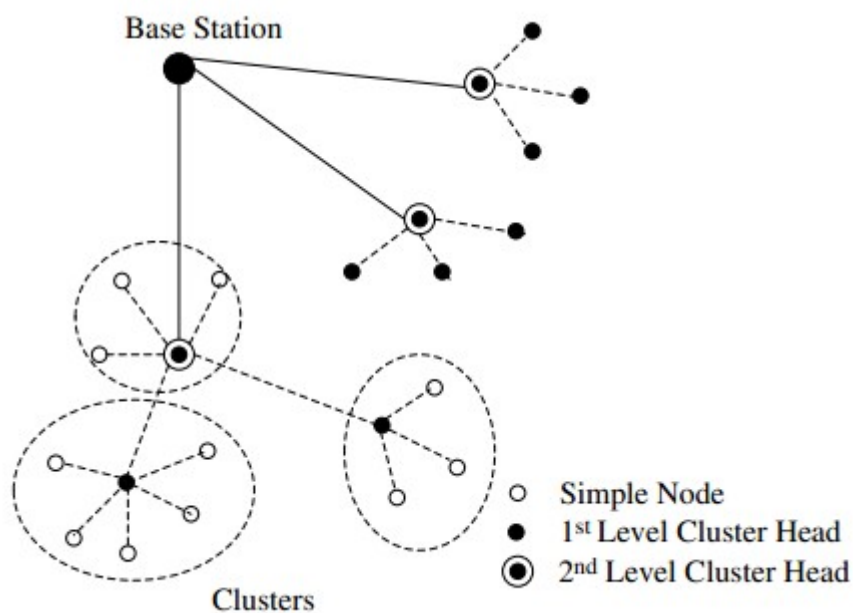 Base Station
Simple Node
1st Level Cluster Head
2nd Level Cluster Head
Clusters